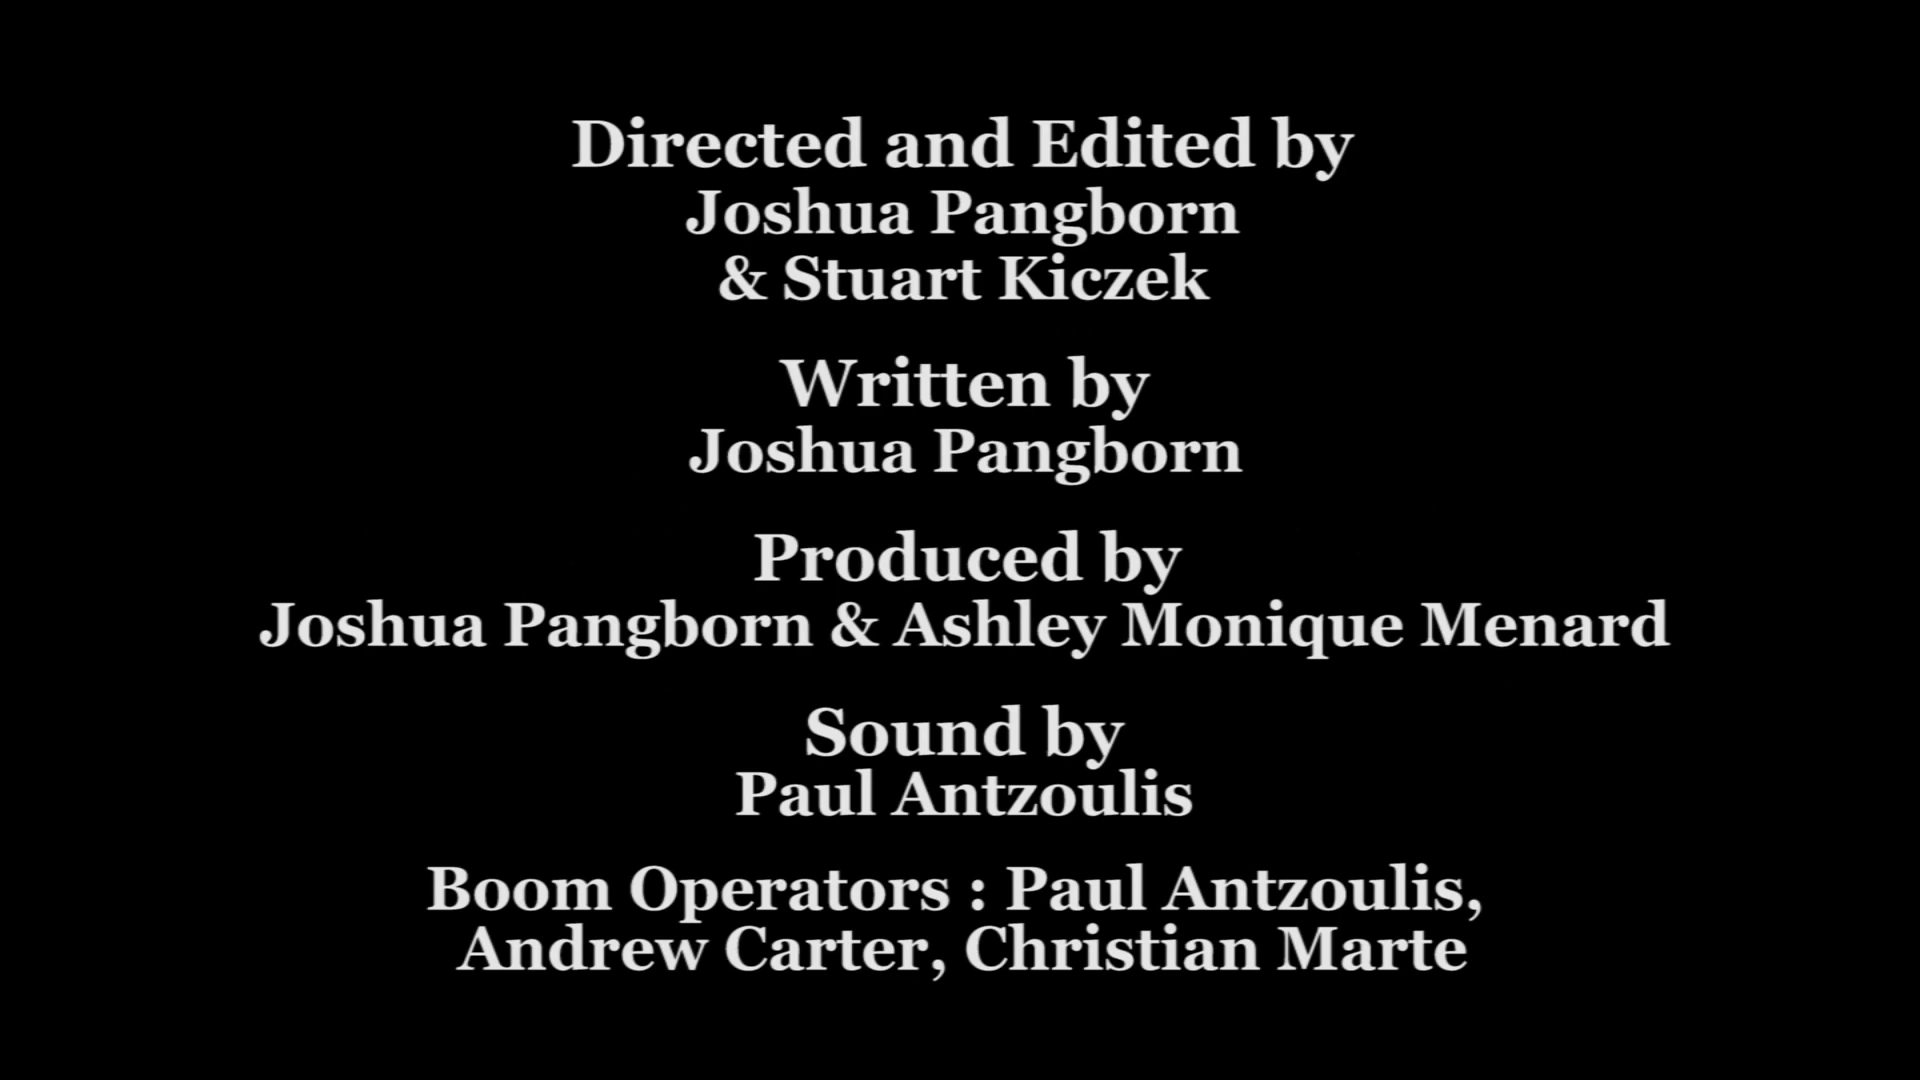 Directed and Edited by
Joshua Pangborn
& Stuart Kiczek
Written by
Joshua Pangborn
Produced by
Joshua Pangborn & Ashley Monique Menard
Sound by
Paul Antzoulis
Boom Operators : Paul Antzoulis,
Andrew Carter, Christian Marte